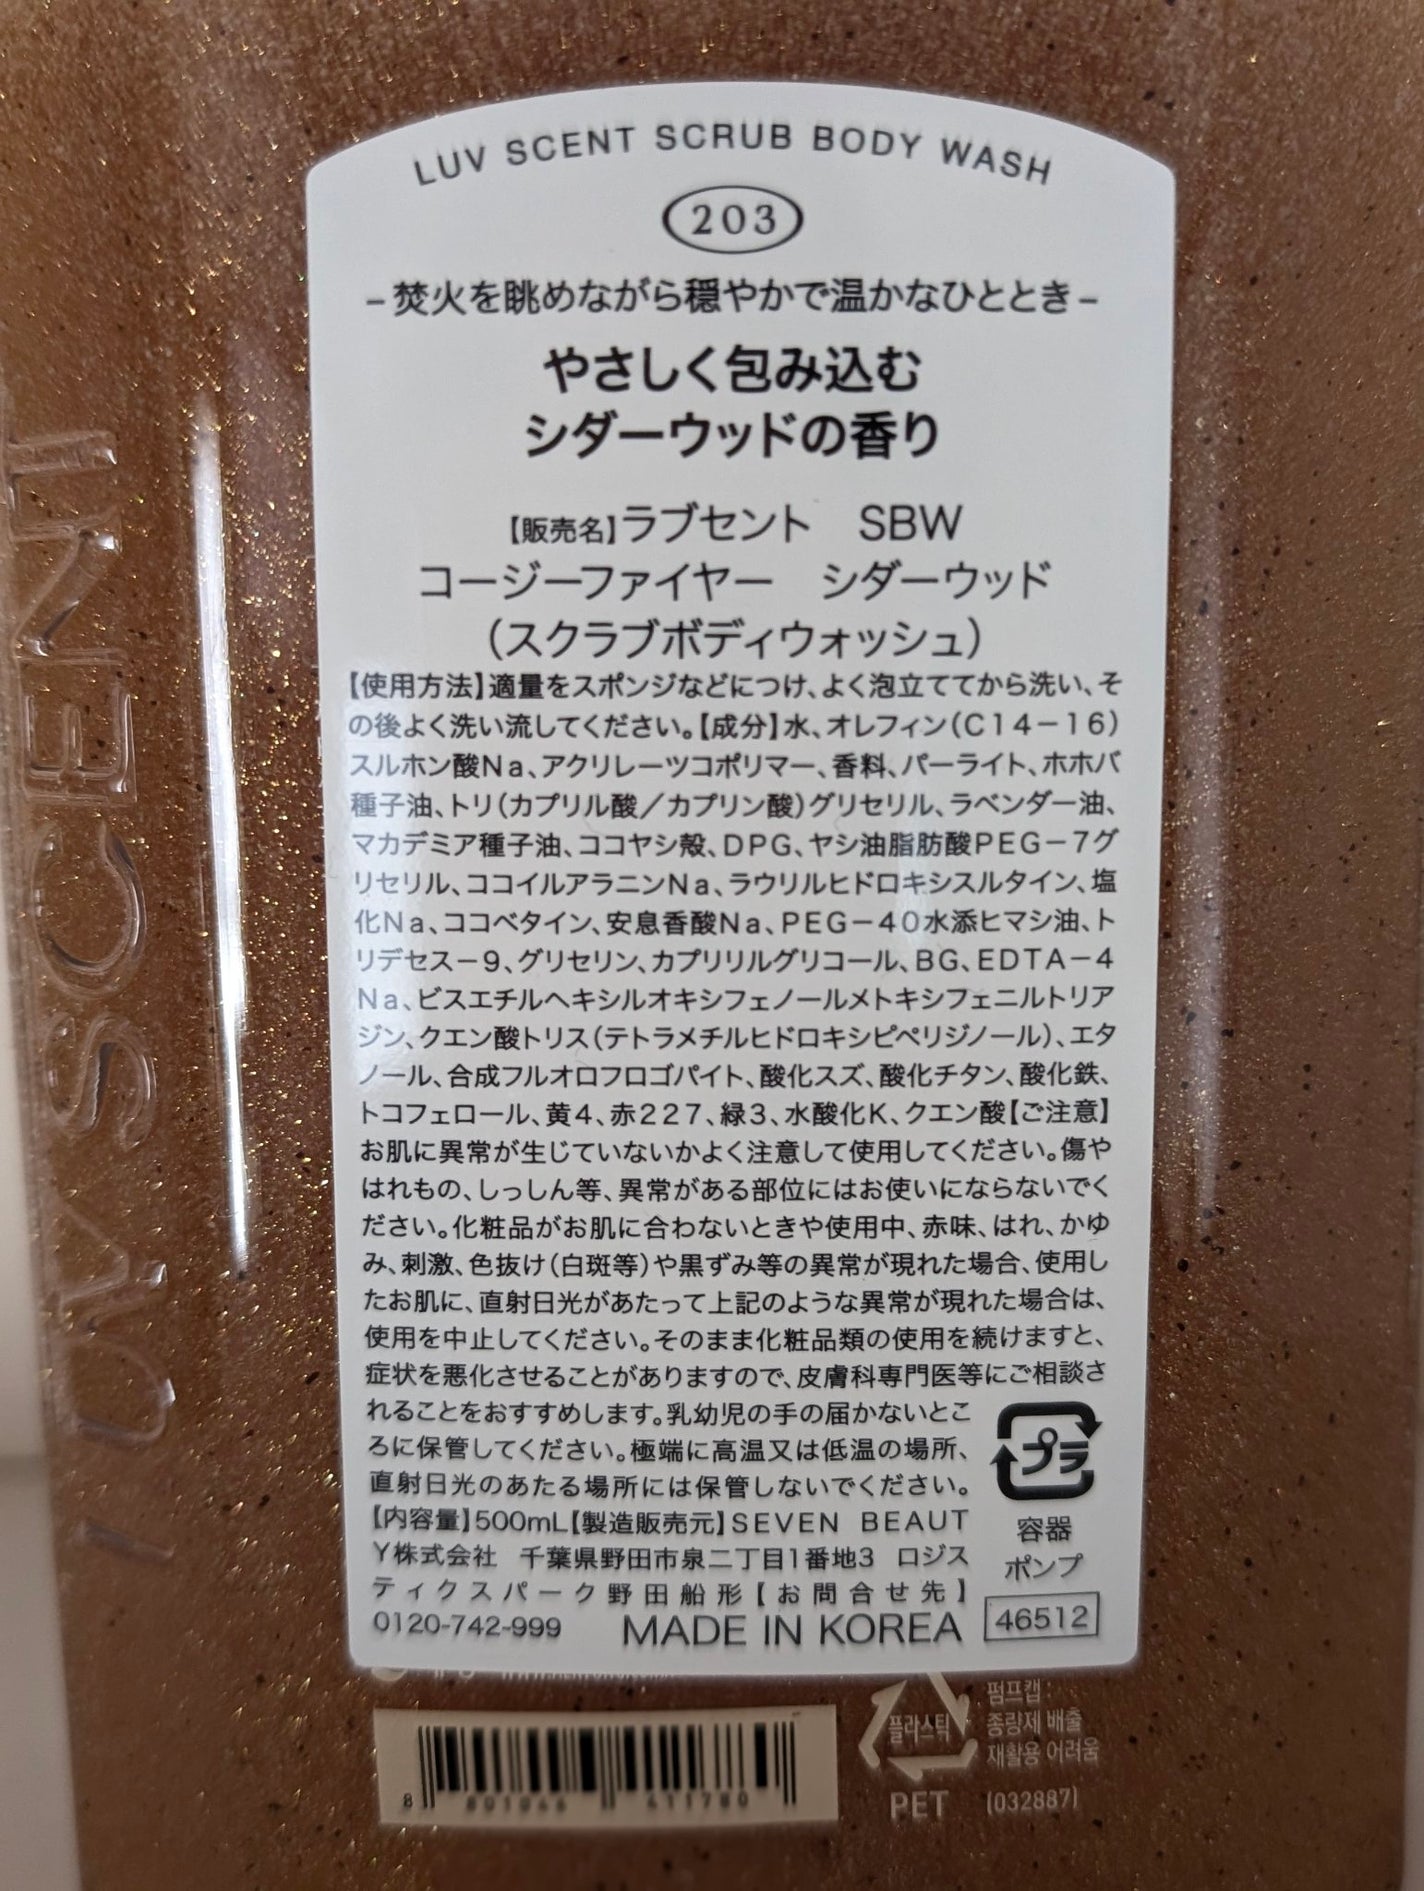 LUV SCENT SCRUB BODY WASH
203
–焚火を眺めながら穏やかで温かなひととき–
やさしく包み込む
シダーウッドの香り
【販売名】ラブセント　SBW
コージーファイヤー　シダーウッド
（スクラブボディウォッシュ）
【使用方法】適量をスポンジなどにつけ、よく泡立ててから洗い、そ
の後よく洗い流してください。【成分】水、オレフィン（C14－16）
スルホン酸Na、アクリレーツコポリマー、香料、パーライト、ホホバ
種子油、トリ（カプリル酸／カプリン酸）グリセリル、ラベンダー油、
マカデミア種子油、ココヤシ殻、DPG、ヤシ油脂肪酸PEG－7グ
リセリル、ココイルアラニンNa、ラウリルヒドロキシスルタイン、塩
化Na、ココベタイン、安息香酸Na、PEG－40水添ヒマシ油、ト
リデセス－9、グリセリン、カプリリルグリコール、BG、EDTA－4
Na、ビスエチルヘキシルオキシフェノールメトキシフェニルトリア
ジン、クエン酸トリス（テトラメチルヒドロキシピペリジノール）、エタ
ノール、合成フルオロフロゴパイト、酸化スズ、酸化チタン、酸化鉄、
トコフェロール、黄4、赤227、緑3、水酸化K、クエン酸【ご注意】
お肌に異常が生じていないかよく注意して使用してください。傷や
はれもの、しっしん等、異常がある部位にはお使いにならないでく
ださい。化粧品がお肌に合わないときや使用中、赤味、はれ、かゆ
み、刺激、色抜け（白斑等）や黒ずみ等の異常が現れた場合、使用し
たお肌に、直射日光があたって上記のような異常が現れた場合は、
使用を中止してください。そのまま化粧品類の使用を続けますと、
症状を悪化させることがありますので、皮膚科専門医等にご相談さ
れることをおすすめします。乳幼児の手の届かないとこ
ろに保管してください。極端に高温又は低温の場所、
直射日光のあたる場所には保管しないでください。
【内容量】500mL【製造販売元】SEVEN BEAUT
Y株式会社　千葉県野田市泉二丁目1番地3　ロジス
ティクスパーク野田船形【お問合せ先】
0120-742-999　MADE IN KOREA
プラ
容器
ポンプ
46512
플라스틱
PET
펌프캡 :
종량제 배출
재활용 어려움
(032887)
LOVSCENT